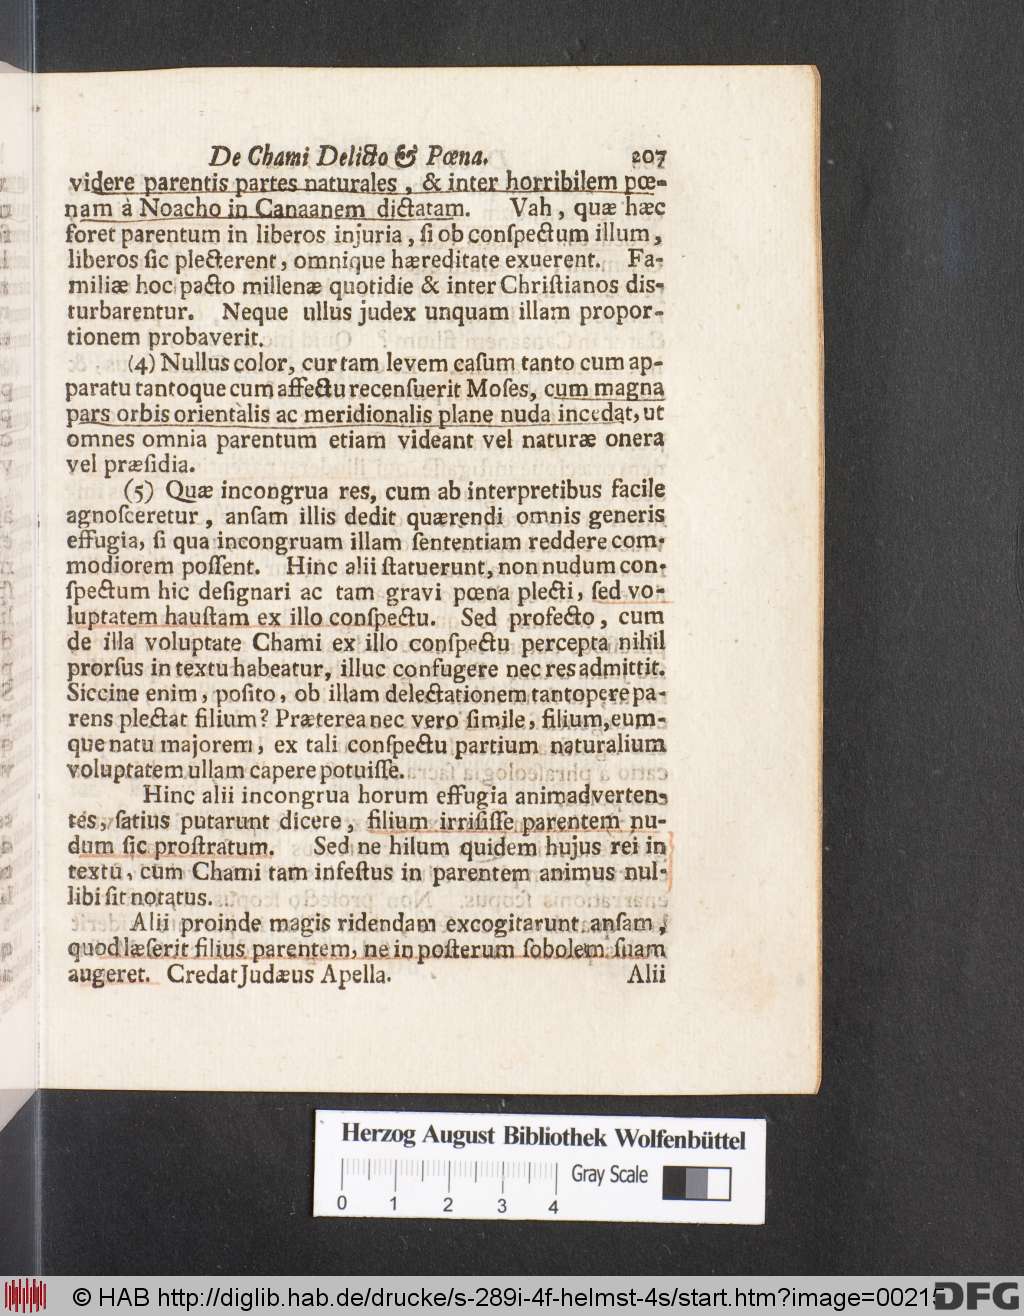 De Chami Delicto & Pœna. 207
videre parentis partes naturales, & inter horribilem pœ-
nam à Noacho in Canaanem dictatam. Vah, quæ hæc
foret parentum in liberos injuria, ſi ob conſpectum illum,
liberos ſic plecterent, omnique hæreditate exuerent. Fa-
miliæ hoc pacto millenæ quotidie & inter Chriſtianos dis-
turbarentur. Neque ullus judex unquam illam propor-
tionem probaverit.
(4) Nullus color, cur tam levem caſum tanto cum ap-
paratu tantoque cum affectu recenſuerit Moſes, cum magna
pars orbis orientalis ac meridionalis plane nuda incedat, ut
omnes omnia parentum etiam videant vel naturæ onera
vel præſidia.
(5) Quæ incongrua res, cum ab interpretibus facile
agnoſceretur, anſam illis dedit quærendi omnis generis
effugia, ſi qua incongruam illam ſententiam reddere com-
modiorem poſſent. Hinc alii ſtatuerunt, non nudum con-
ſpectum hic deſignari ac tam gravi pœna plecti, ſed vo-
luptatem hauſtam ex illo conſpectu. Sed profecto, cum
de illa voluptate Chami ex illo conſpectu percepta nihil
prorſus in textu habeatur, illuc confugere nec res admittit.
Siccine enim, poſito, ob illam delectationem tantopere pa-
rens plectat filium? Præterea nec vero ſimile, filium, eum-
que natu majorem, ex tali conſpectu partium naturalium
voluptatem ullam capere potuiſſe.
Hinc alii incongrua horum effugia animadverten-
tes, ſatius putarunt dicere, filium irriſiſſe parentem nu-
dum ſic proſtratum. Sed ne hilum quidem hujus rei in
textu, cum Chami tam infeſtus in parentem animus nul-
libi ſit notatus.
Alii proinde magis ridendam excogitarunt anſam,
quod læſerit filius parentem, ne in poſterum ſobolem ſuam
augeret. Credat Judæus Apella. Alii
Herzog August Bibliothek Wolfenbüttel
Gray Scale
0 1 2 3 4
© HAB http://diglib.hab.de/drucke/s-289i-4f-helmst-4s/start.htm?image=00215
DFG